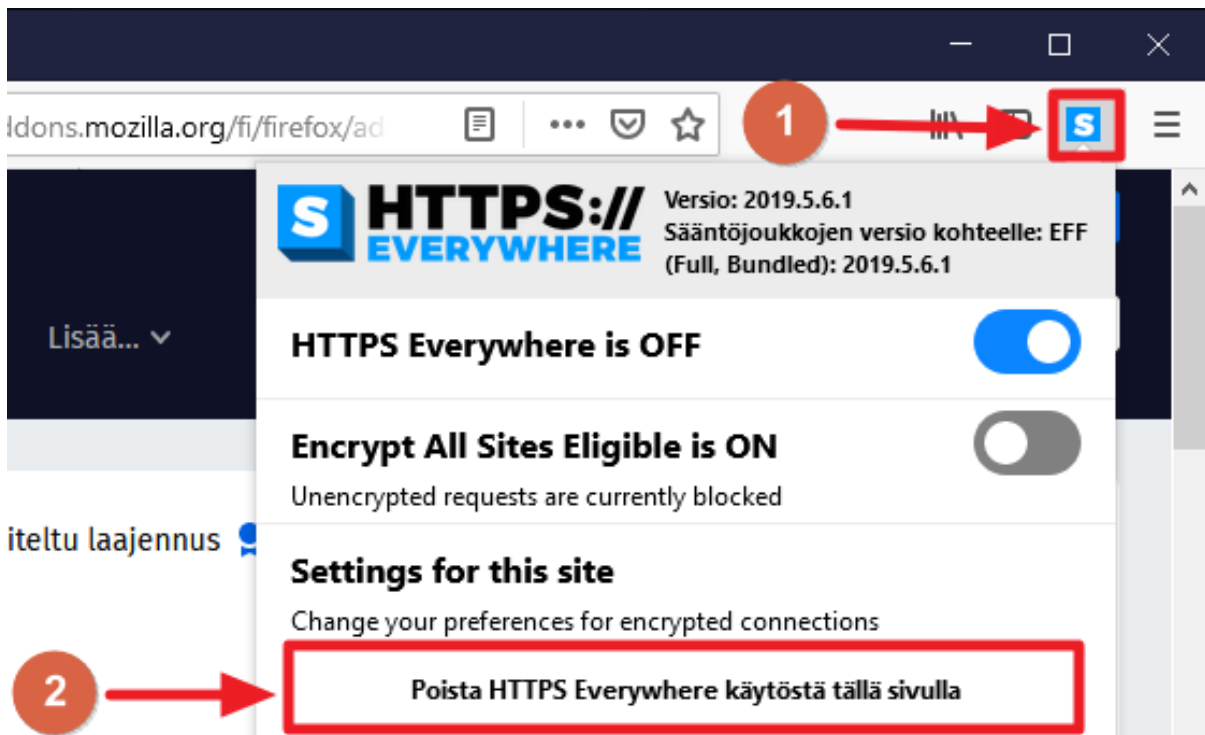 ddons.mozilla.org/fi/firefox/ad
1
S
S HTTPS://
EVERYWHERE
Versio: 2019.5.6.1
Sääntöjoukkojen versio kohteelle: EFF
(Full, Bundled): 2019.5.6.1
Lisää...
HTTPS Everywhere is OFF
Encrypt All Sites Eligible is ON
Unencrypted requests are currently blocked
iteltu laajennus
Settings for this site
Change your preferences for encrypted connections
2
Poista HTTPS Everywhere käytöstä tällä sivulla